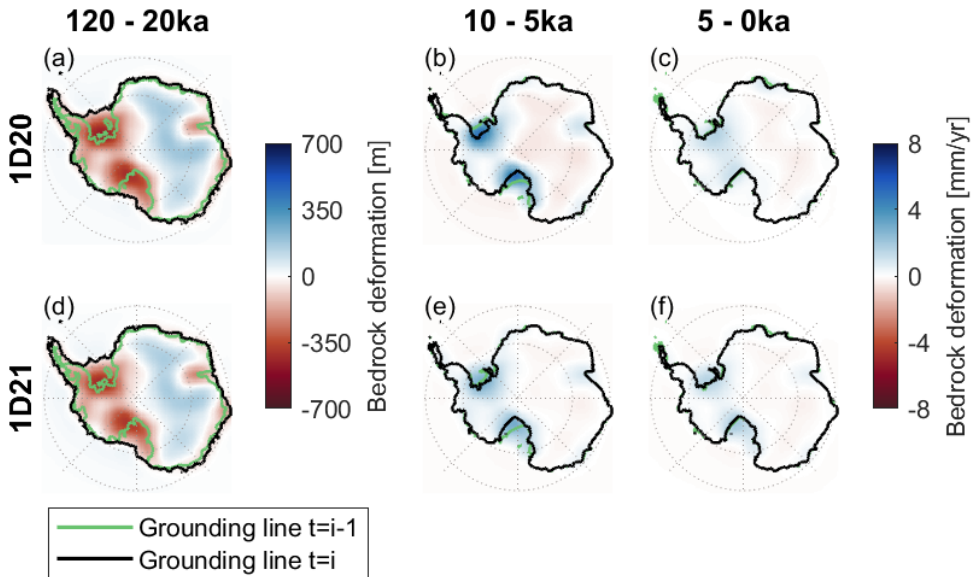 120 - 20ka
10 - 5ka
5 - 0ka
1D20
(a)
(b)
(c)
700
350
0
-350
-700
Bedrock deformation [m]
8
4
0
-4
-8
Bedrock deformation [mm/yr]
1D21
(d)
(e)
(f)
Grounding line t=i-1
Grounding line t=i